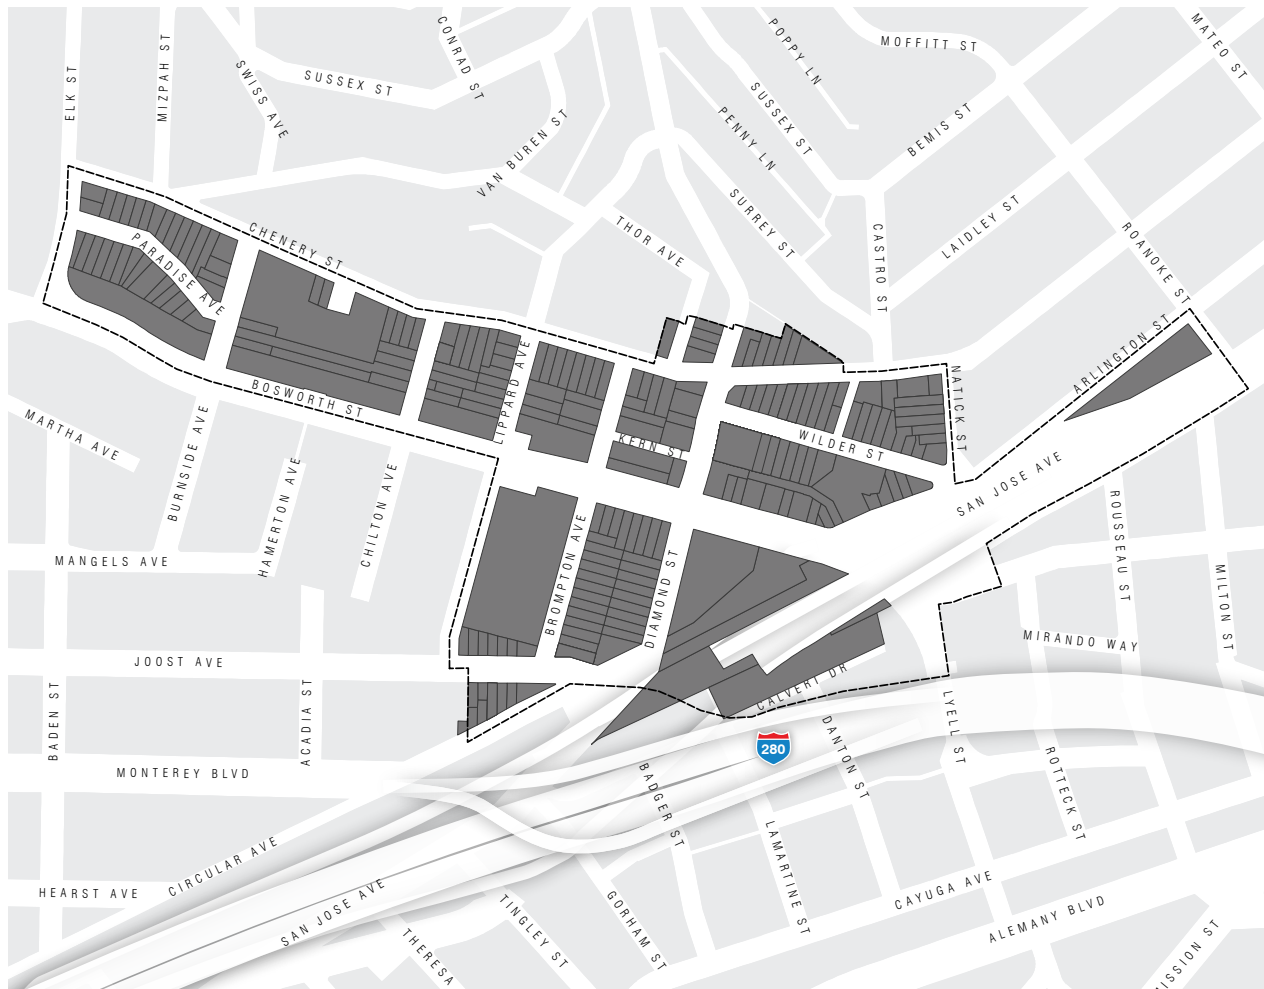 ELK ST
MIZPAH ST
SWISS AVE
SUSSEX ST
CONRAD ST
VAN BUREN ST
POPPY LN
SUSSEX ST
PENNY LN
MOFFITT ST
MATEO ST
BEMIS ST
SURREY ST
THOR AVE
CASTRO ST
LAIDLEY ST
ROANOKE ST
CHENERY ST
PARADISE AVE
BOSWORTH ST
LIPPARD AVE
KERN ST
WILDER ST
NATICK ST
ARLINGTON ST
SAN JOSE AVE
MARTHA AVE
BURNSIDE AVE
HAMERTON AVE
CHILTON AVE
BROMPTON AVE
DIAMOND ST
ROUSSEAU ST
MILTON ST
MANGELS AVE
MIRANDO WAY
JOOST AVE
CALVERT DR
BADEN ST
ACADIA ST
LYELL ST
DANTON ST
280
ROTTECK ST
MONTEREY BLVD
BADGER ST
LAMARTINE ST
CIRCULAR AVE
HEARST AVE
SAN JOSE AVE
CAYUGA AVE
ALEMANY BLVD
TINGLEY ST
GORHAM ST
THERESA
ISSION ST